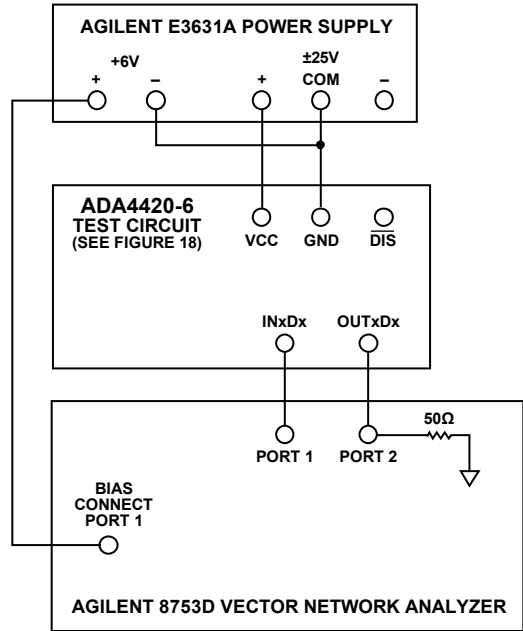 AGILENT E3631A POWER SUPPLY
+6V
±25V
+ – + COM –
ADA4420-6
TEST CIRCUIT
(SEE FIGURE 18)
VCC GND DIS
INxDx OUTxDx
50Ω
PORT 1 PORT 2
BIAS
CONNECT
PORT 1
AGILENT 8753D VECTOR NETWORK ANALYZER